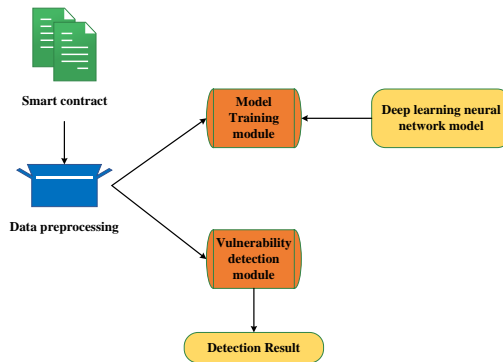 Smart contract
Model
Training
module
Deep learning neural
network model
Data preprocessing
Vulnerability
detection
module
Detection Result